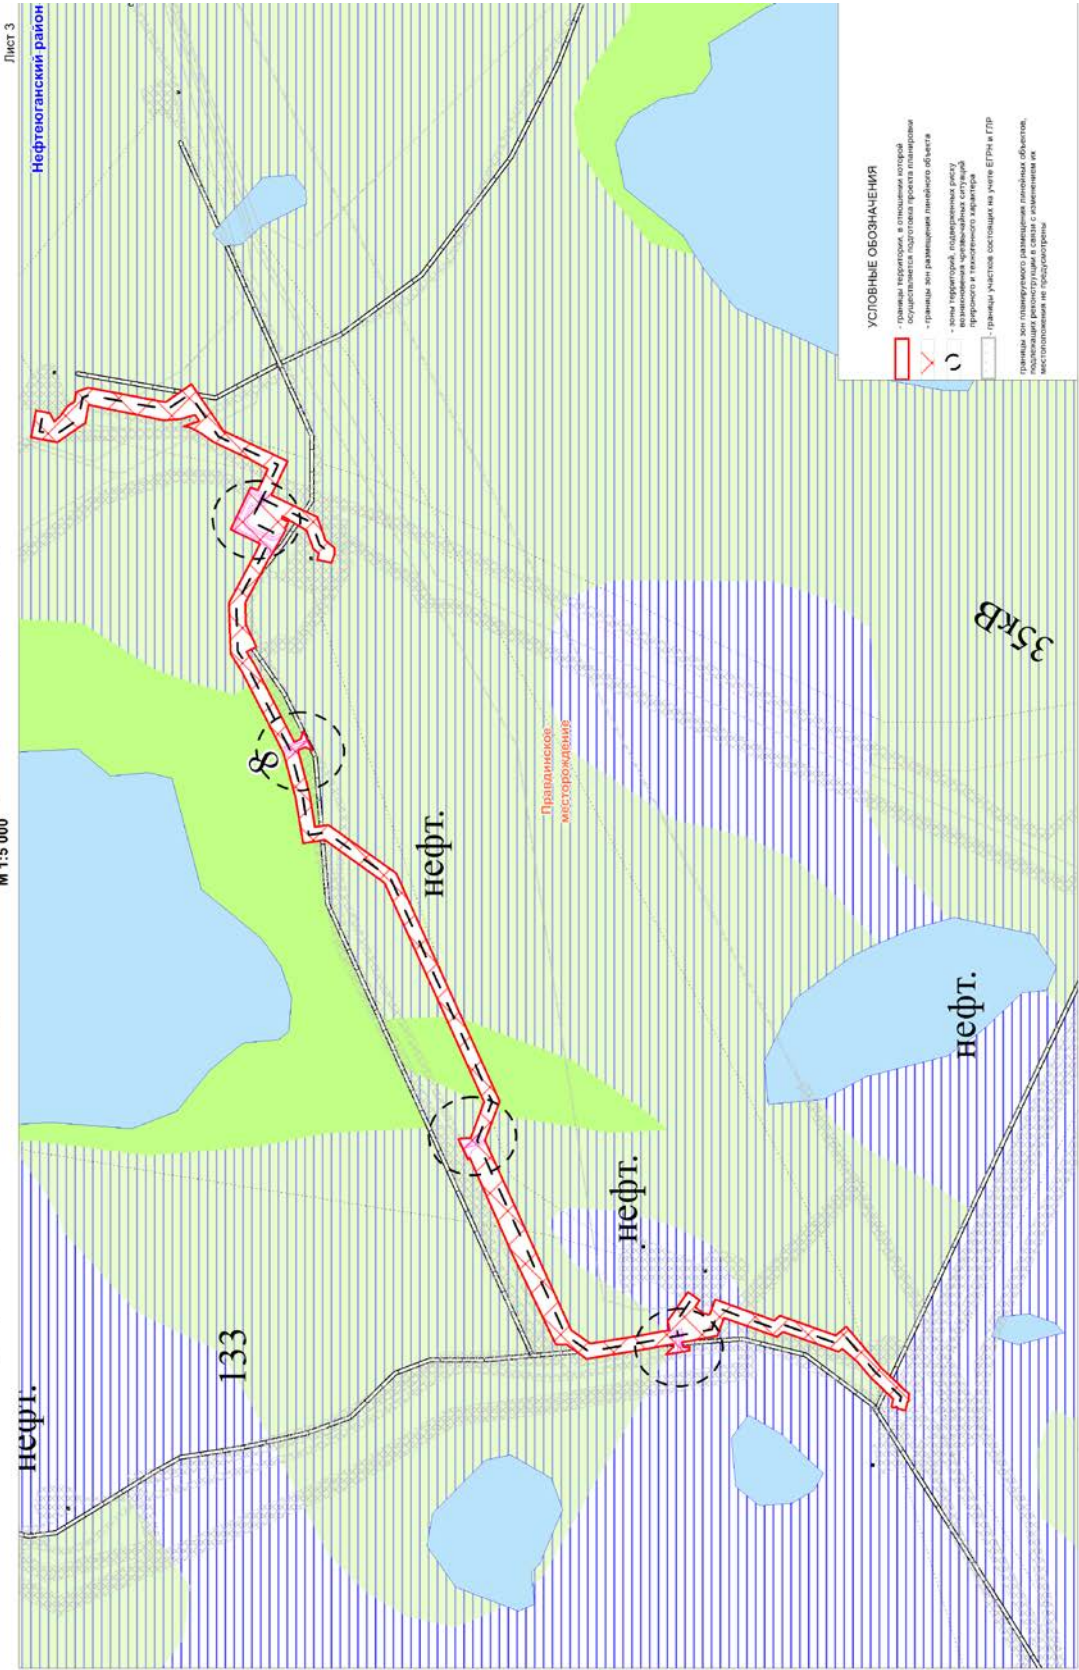 Лист 3
Нефтеюганский район
М 1:5 000
&
нефт.
Правдинское
месторождение
35кВ
нефт.
нефт.
133
нефт.
УСЛОВНЫЕ ОБОЗНАЧЕНИЯ
- границы территории, в отношении которой
осуществляется подготовка проекта планировки
- границы зон размещения линейного объекта
- зоны территорий, подверженных риску
возникновения чрезвычайных ситуаций
природного и техногенного характера
- границы участков состоящих на учете ЕГРН и ГЛР
границы зон планируемого размещения линейных объектов,
подлежащих реконструкции в связи с изменением их
местоположения не предусмотрены